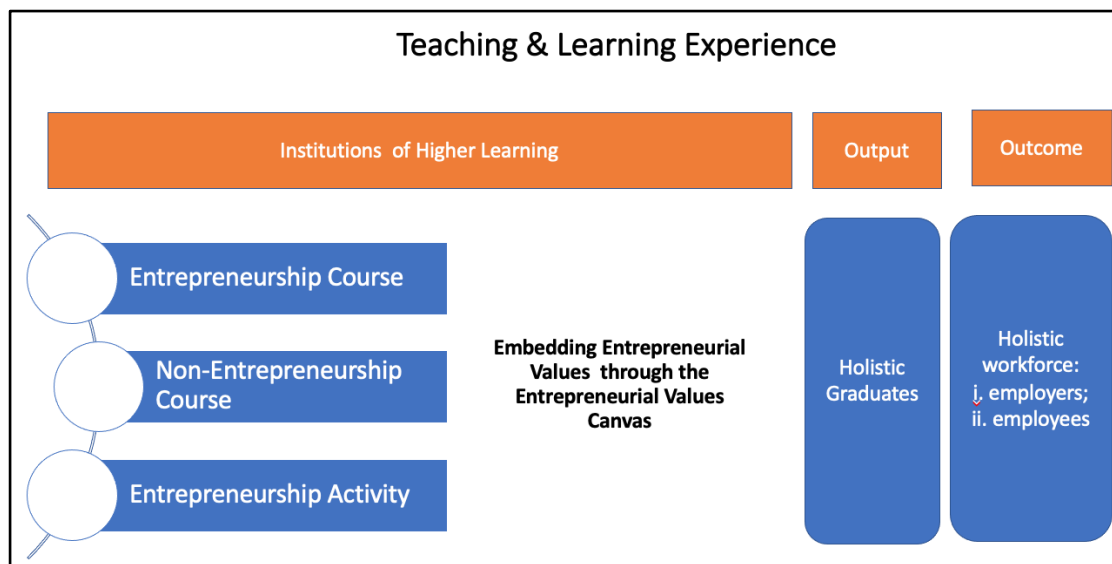 Teaching & Learning Experience
Institutions of Higher Learning
Output
Outcome
Entrepreneurship Course
Non-Entrepreneurship
Course
Entrepreneurship Activity
Embedding Entrepreneurial
Values through the
Entrepreneurial Values
Canvas
Holistic
Graduates
Holistic
workforce:
i. employers;
ii. employees